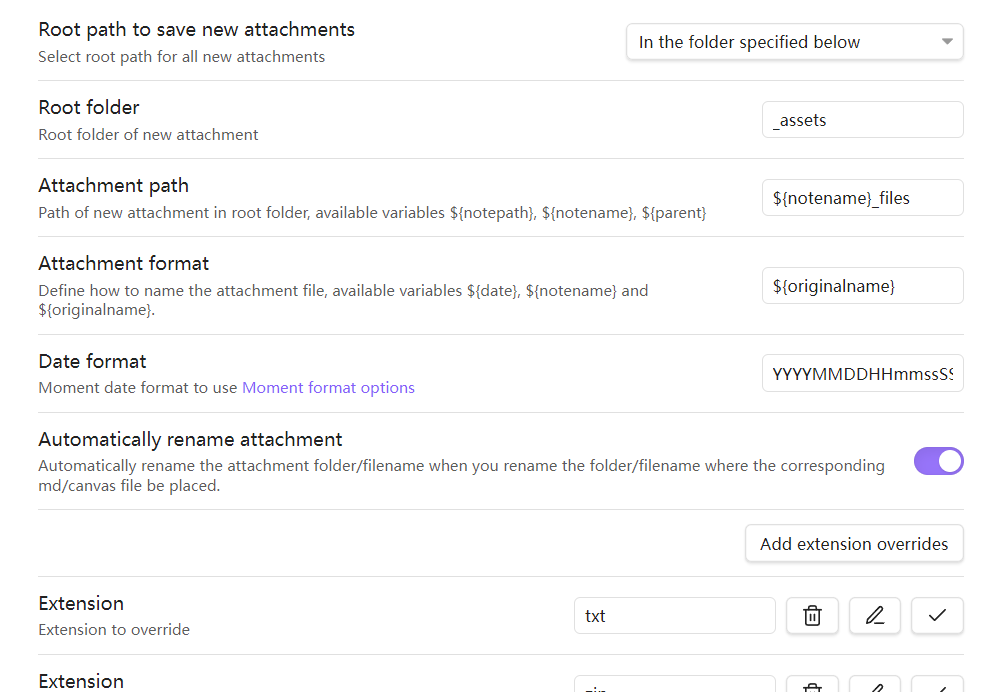 Root path to save new attachments
Select root path for all new attachments
In the folder specified below
Root folder
Root folder of new attachment
_assets
Attachment path
Path of new attachment in root folder, available variables ${notepath}, ${notename}, ${parent}
${notename}_files
Attachment format
Define how to name the attachment file, available variables ${date}, ${notename} and
${originalname}.
${originalname}
Date format
Moment date format to use Moment format options
YYYYMMDDHHmmssSS
Automatically rename attachment
Automatically rename the attachment folder/filename when you rename the folder/filename where the corresponding
md/canvas file be placed.
Add extension overrides
Extension
Extension to override
txt
Extension